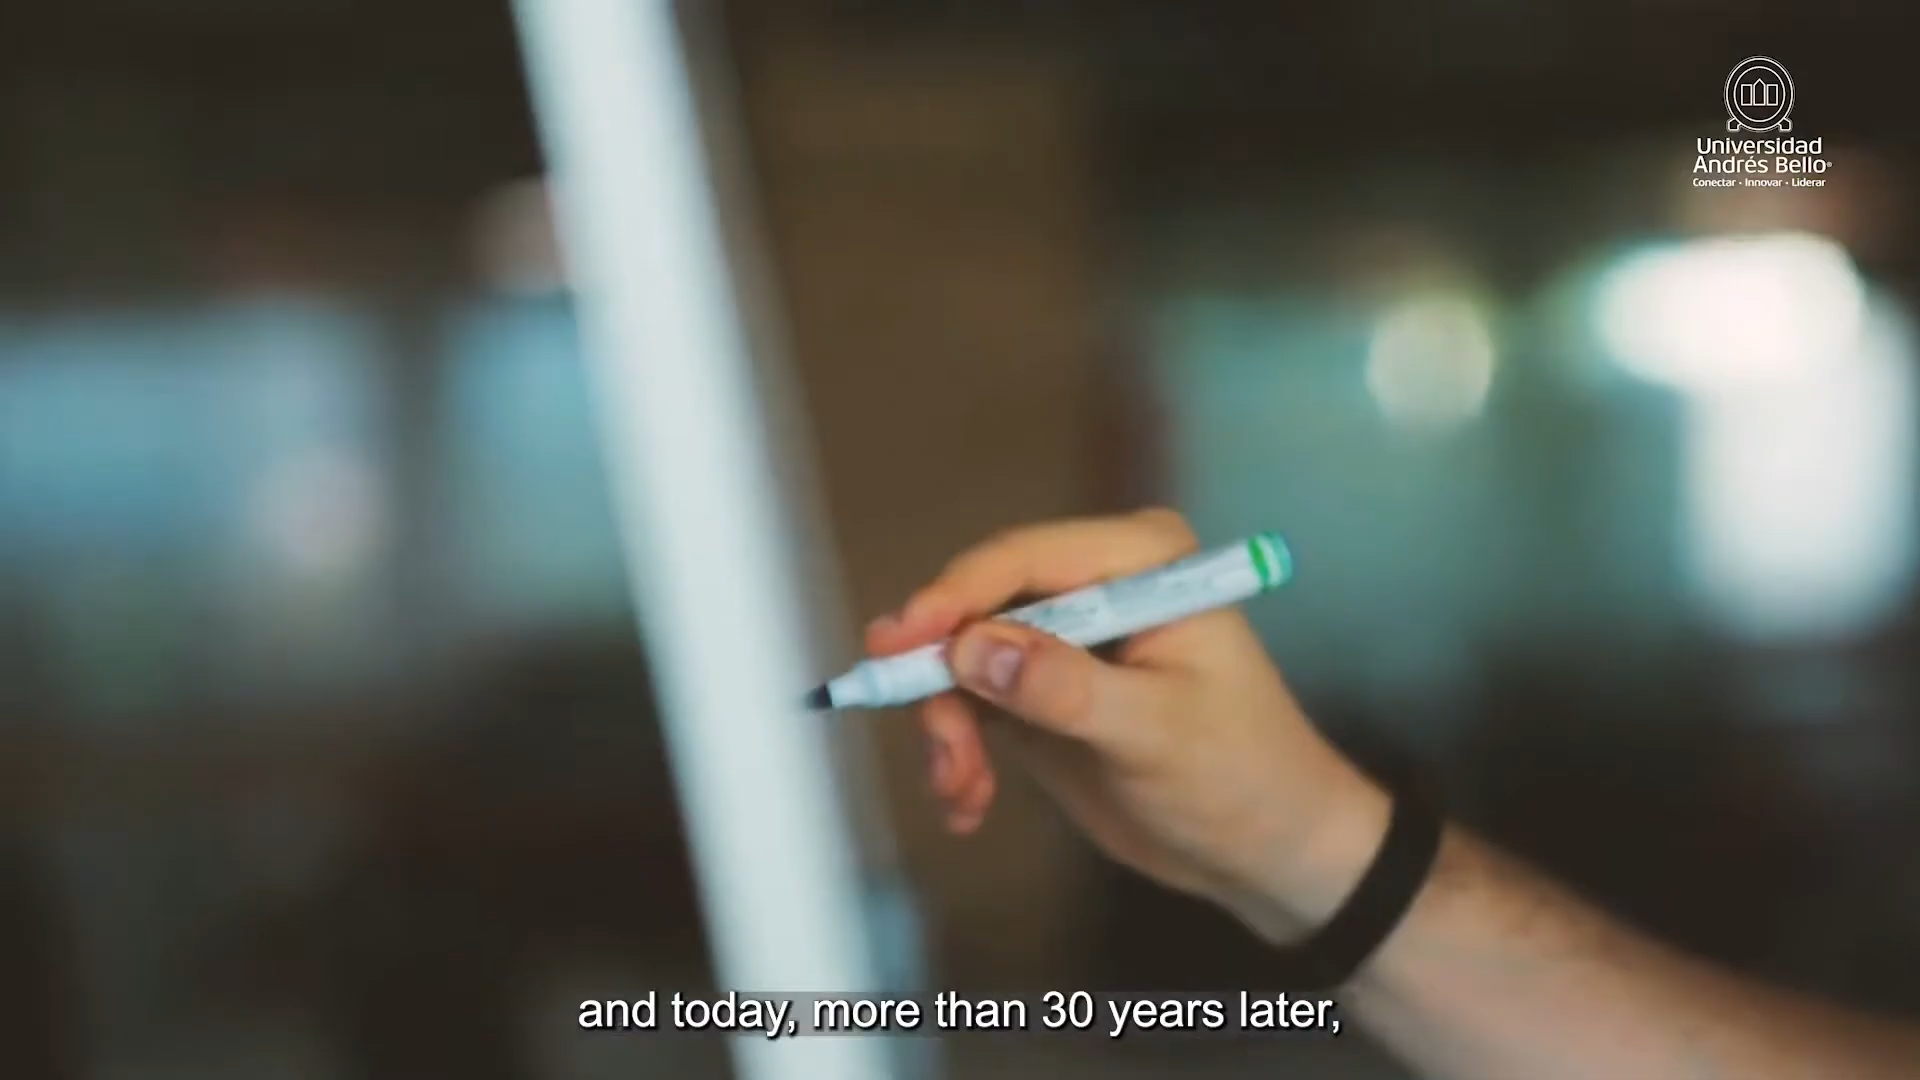 Universidad
Andrés Bello®
Conectar • Innovar • Liderar
and today, more than 30 years later,